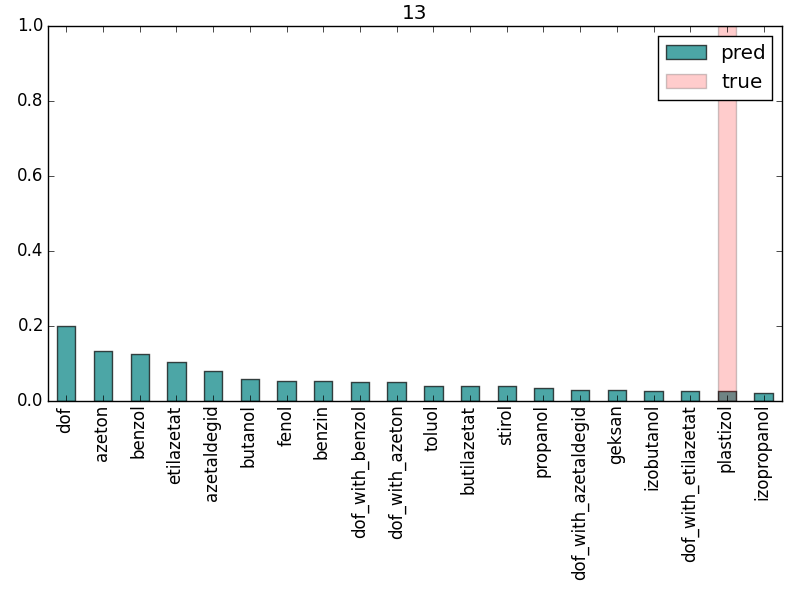 13
1.0
0.8
0.6
0.4
0.2
0.0
pred
true
dof
azeton
benzol
etilazetat
azetaldegid
butanol
fenol
benzin
dof_with_benzol
dof_with_azeton
toluol
butilazetat
stirol
propanol
dof_with_azetaldegid
geksan
izobutanol
dof_with_etilazetat
plastizol
izopropanol